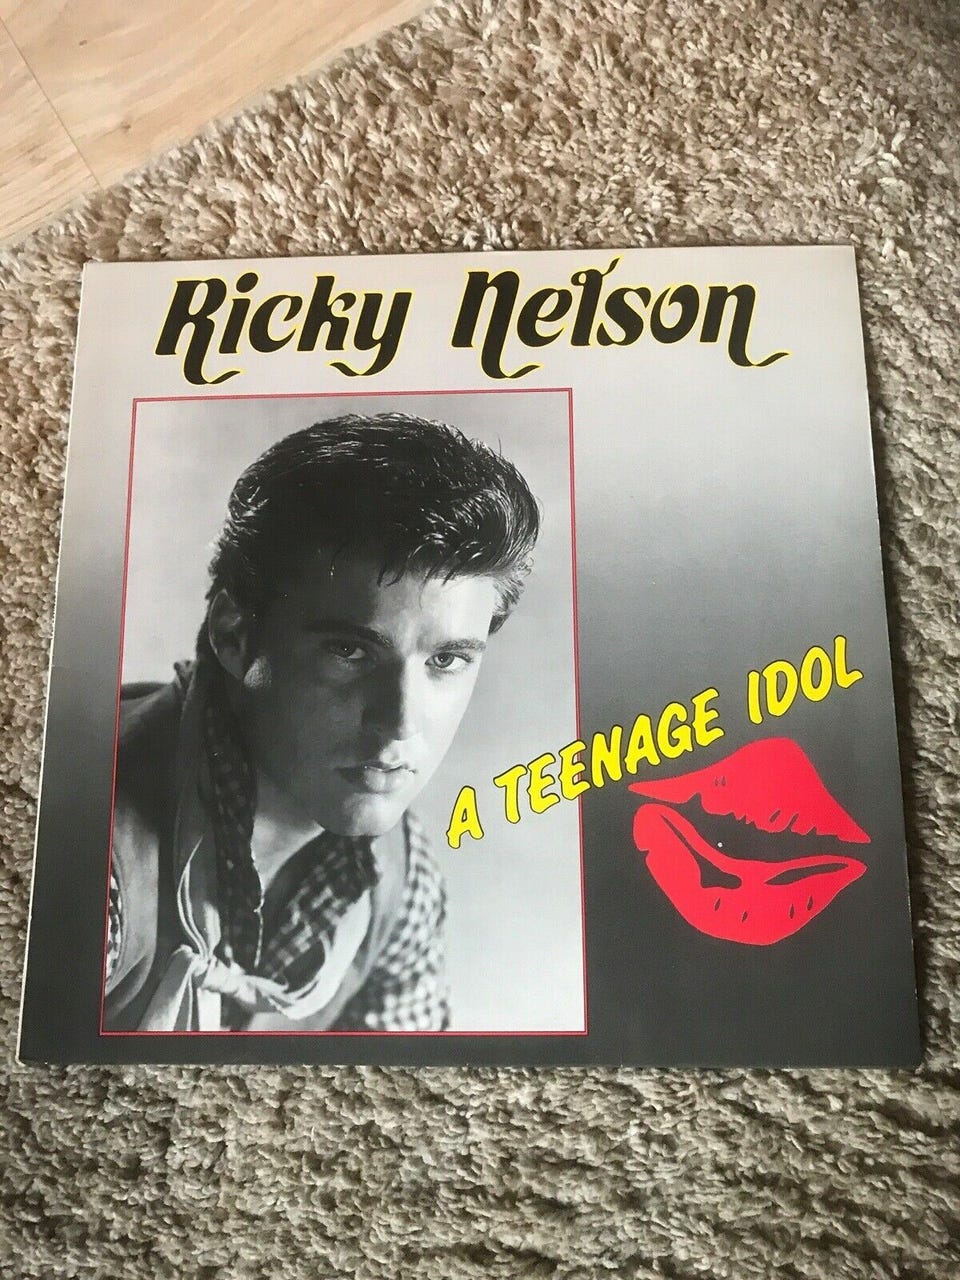 Ricky Nelson
A TEENAGE IDOL